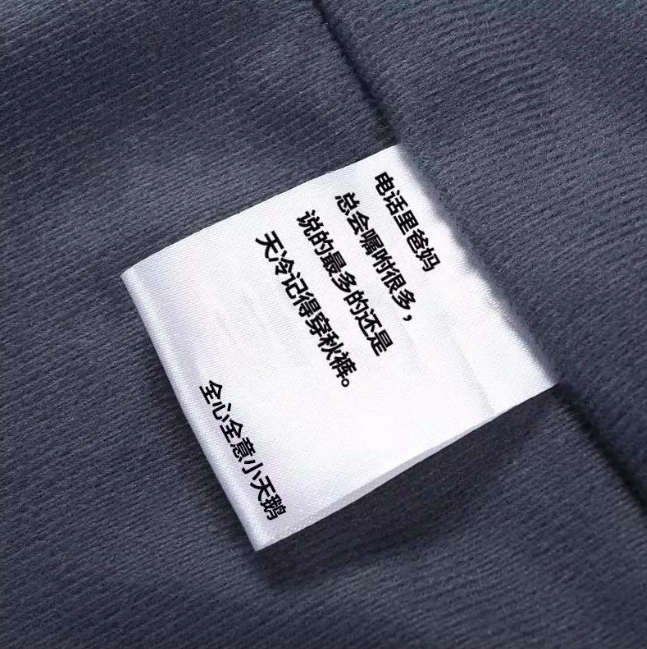 电话里爸妈
总会嘱咐很多，
说的最多的还是
天冷记得穿秋裤。
全心全意小天鹅